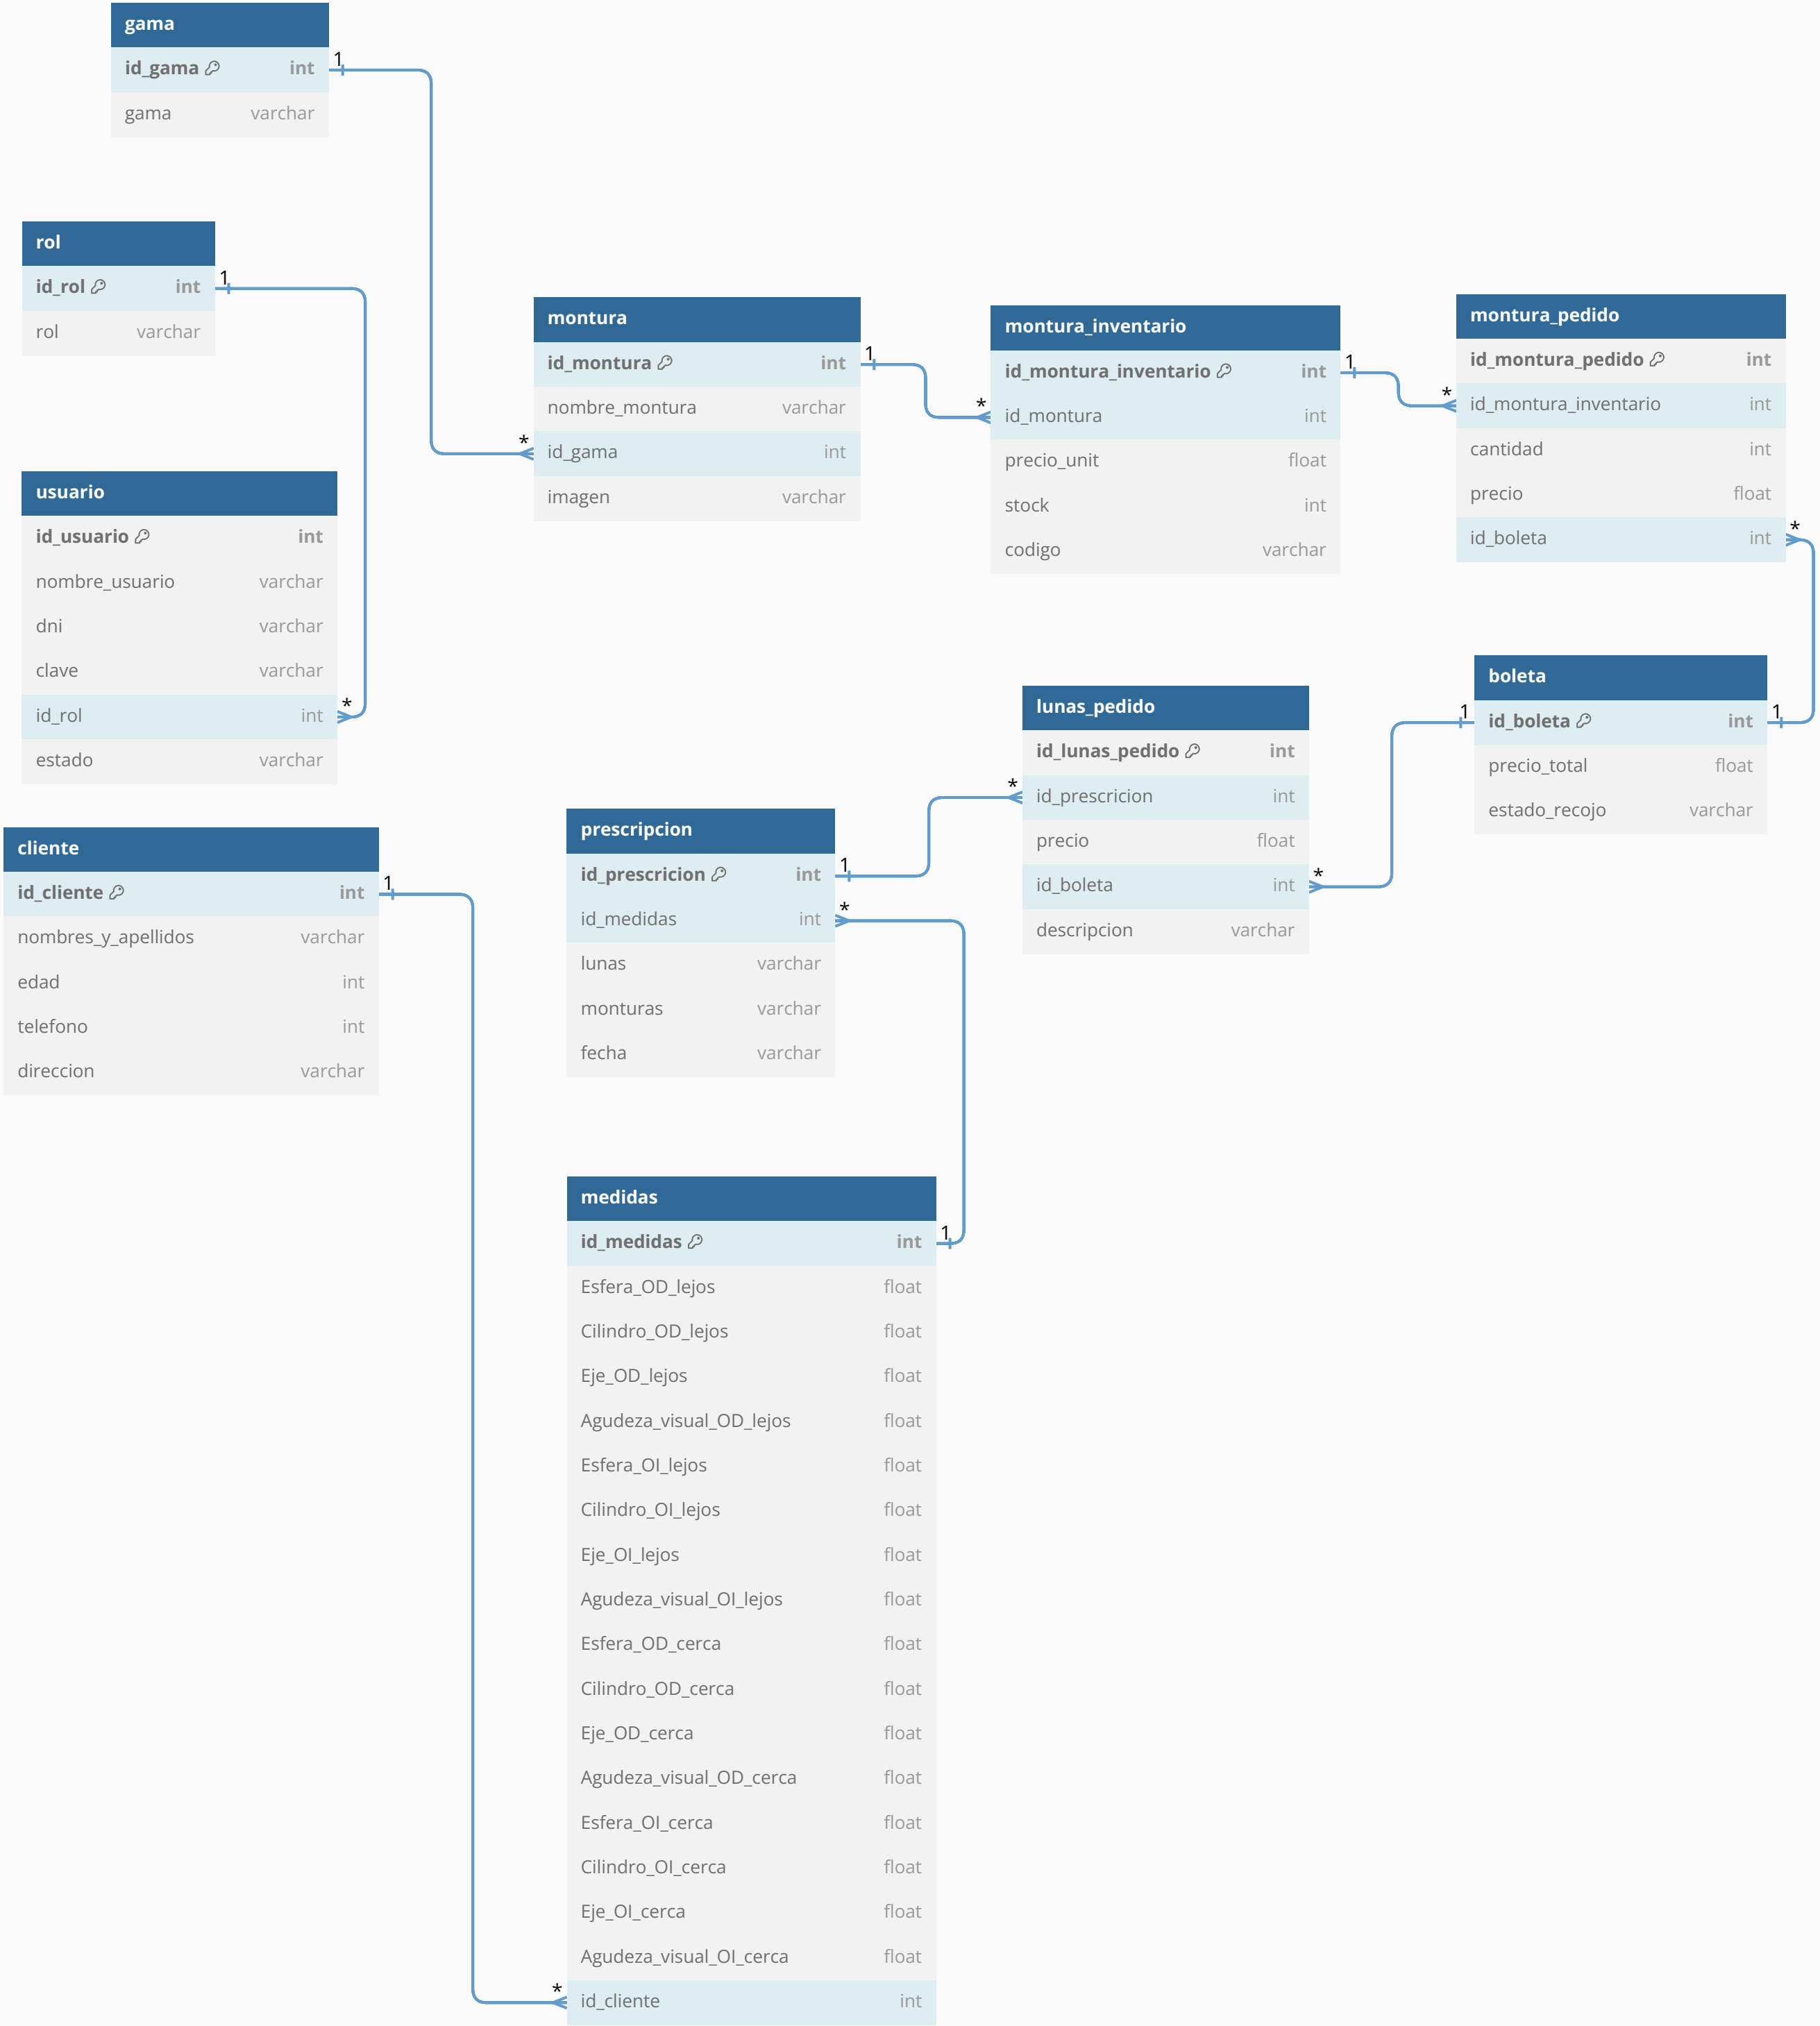 gama
id_gama int
gama varchar
1
*
rol
id_rol int
rol varchar
1
*
usuario
id_usuario int
nombre_usuario varchar
dni varchar
clave varchar
id_rol int
estado varchar
cliente
id_cliente int
nombres_y_apellidos varchar
edad int
telefono int
direccion varchar
1
*
montura
id_montura int
nombre_montura varchar
id_gama int
imagen varchar
1
*
montura_inventario
id_montura_inventario int
id_montura int
precio_unit float
stock int
codigo varchar
1
*
montura_pedido
id_montura_pedido int
id_montura_inventario int
cantidad int
precio float
id_boleta int
*
1
boleta
id_boleta int
precio_total float
estado_recojo varchar
1
*
lunas_pedido
id_lunas_pedido int
id_prescricion int
precio float
id_boleta int
descripcion varchar
*
1
prescripcion
id_prescricion int
id_medidas int
lunas varchar
monturas varchar
fecha varchar
*
1
medidas
id_medidas int
Esfera_OD_lejos float
Cilindro_OD_lejos float
Eje_OD_lejos float
Agudeza_visual_OD_lejos float
Esfera_OI_lejos float
Cilindro_OI_lejos float
Eje_OI_lejos float
Agudeza_visual_OI_lejos float
Esfera_OD_cerca float
Cilindro_OD_cerca float
Eje_OD_cerca float
Agudeza_visual_OD_cerca float
Esfera_OI_cerca float
Cilindro_OI_cerca float
Eje_OI_cerca float
Agudeza_visual_OI_cerca float
id_cliente int